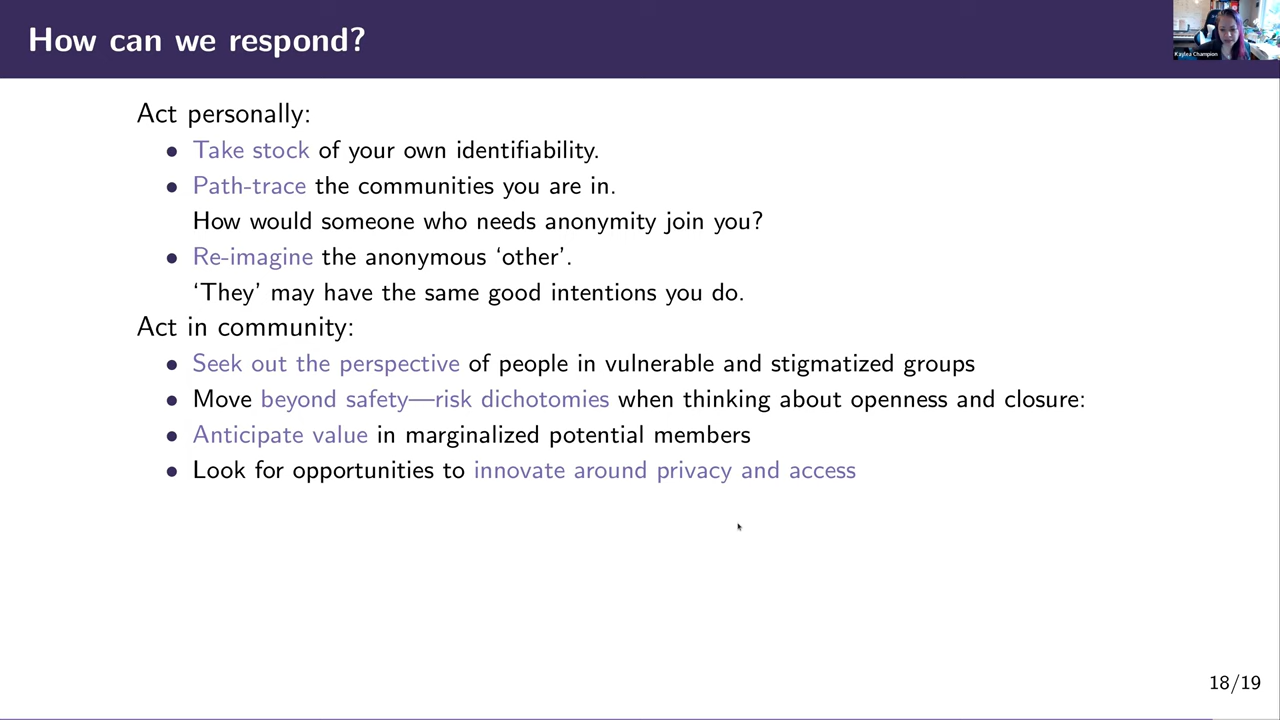 How can we respond?
Kaylea Champion
Act personally:
• Take stock of your own identifiability.
• Path-trace the communities you are in.
How would someone who needs anonymity join you?
• Re-imagine the anonymous ‘other’.
‘They’ may have the same good intentions you do.
Act in community:
• Seek out the perspective of people in vulnerable and stigmatized groups
• Move beyond safety—risk dichotomies when thinking about openness and closure:
• Anticipate value in marginalized potential members
• Look for opportunities to innovate around privacy and access
18/19